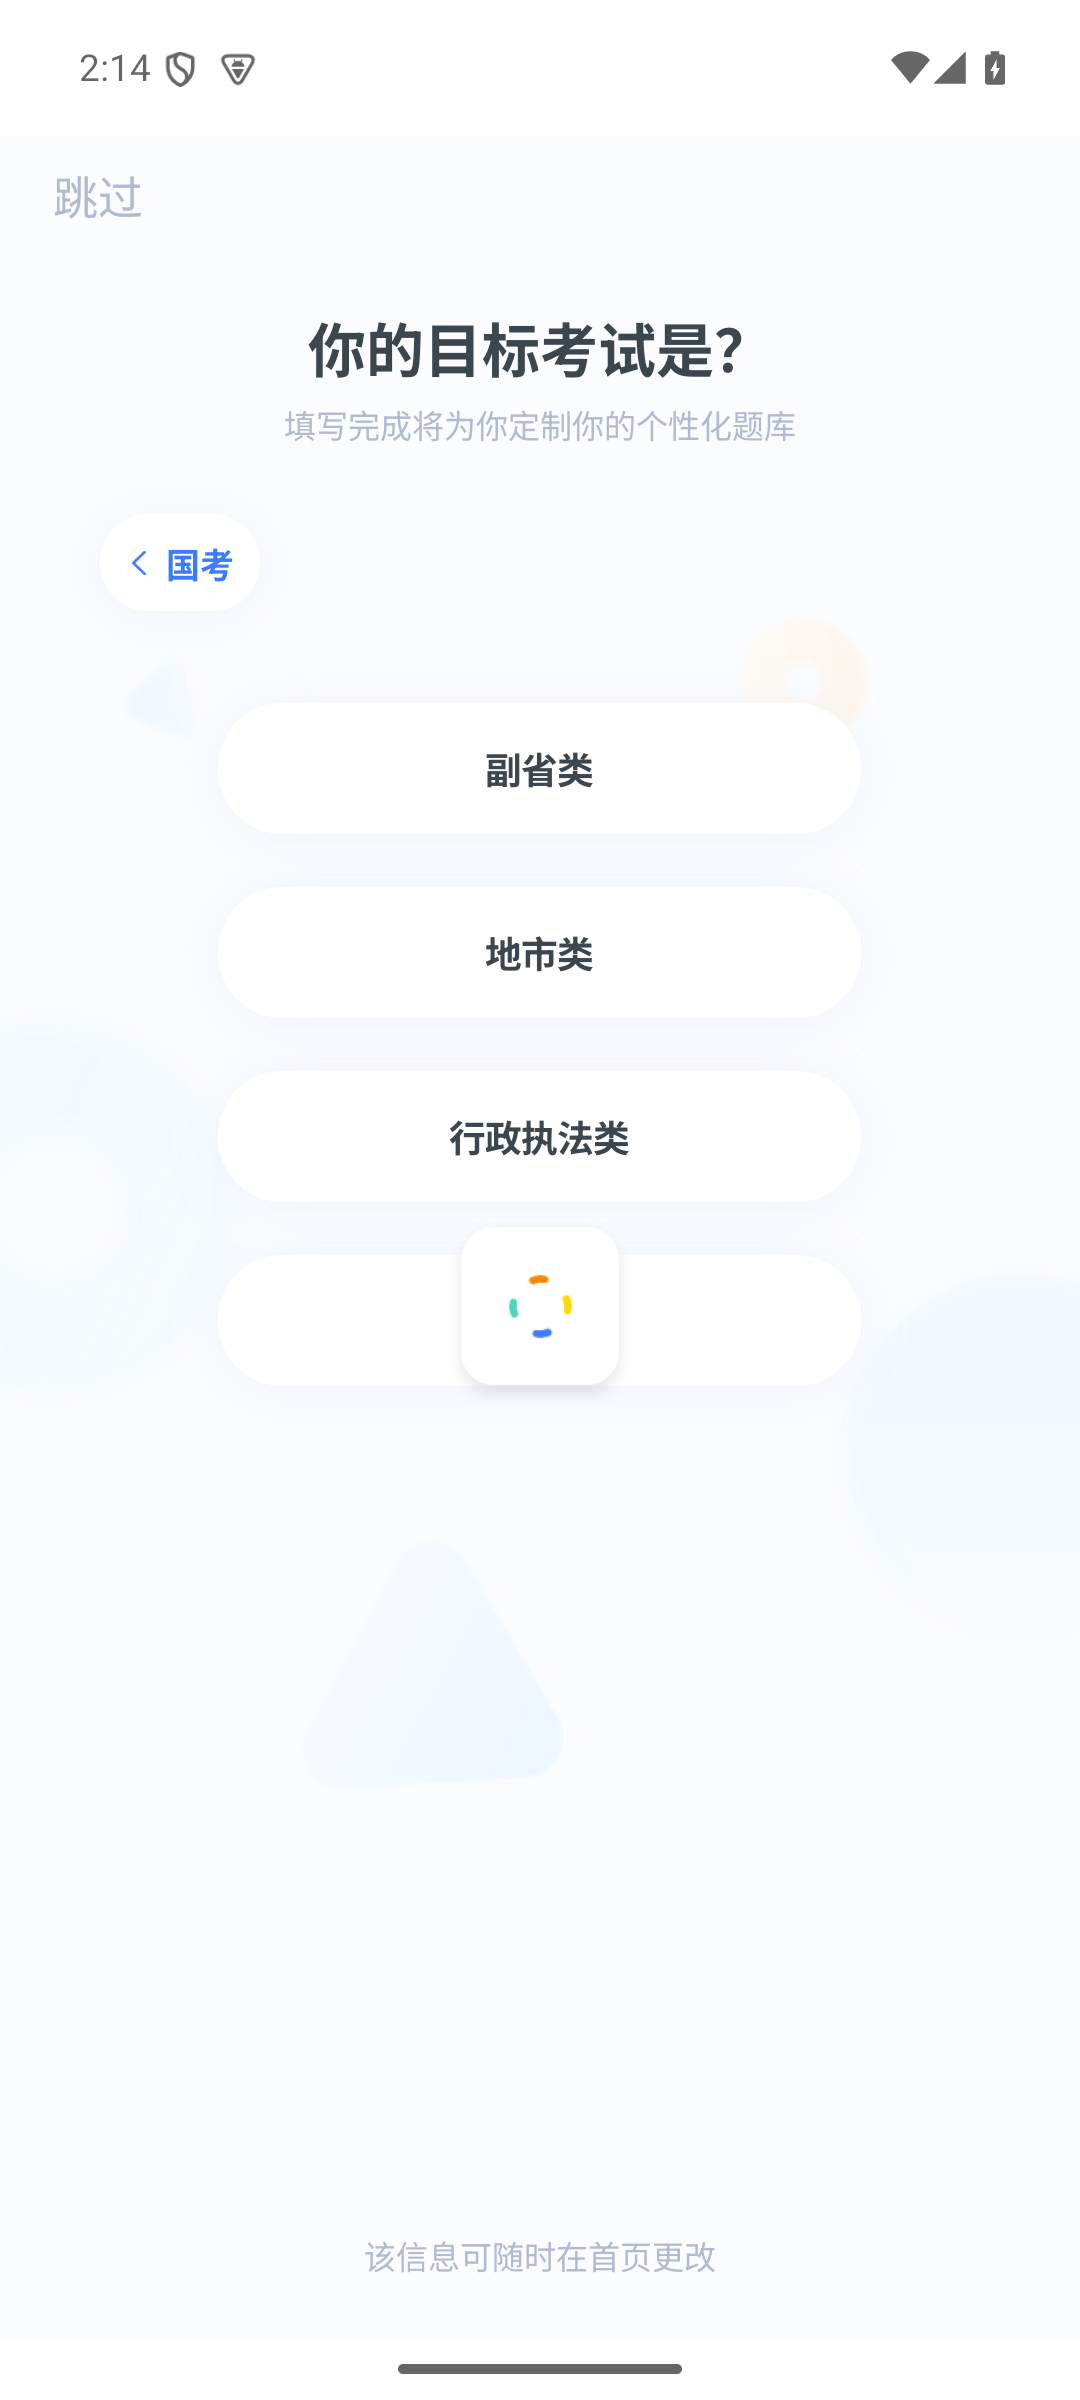 2:14
跳过
你的目标考试是?
填写完成将为你定制你的个性化题库
国考
副省类
地市类
行政执法类
该信息可随时在首页更改